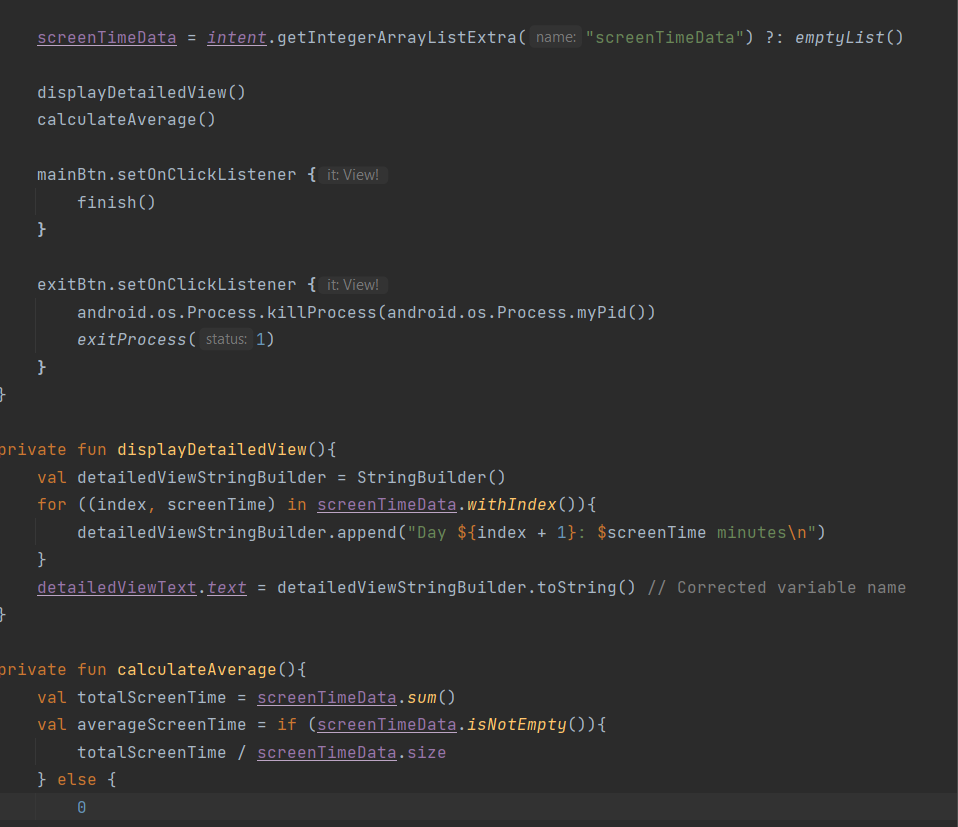 screenTimeData = intent.getIntegerArrayListExtra( name: "screenTimeData") ?: emptyList()
displayDetailedView()
calculateAverage()
mainBtn.setOnClickListener { it: View!
finish()
}
exitBtn.setOnClickListener { it: View!
android.os.Process.killProcess(android.os.Process.myPid())
exitProcess( status: 1)
}
}
private fun displayDetailedView(){
val detailedViewStringBuilder = StringBuilder()
for ((index, screenTime) in screenTimeData.withIndex()){
detailedViewStringBuilder.append("Day ${index + 1}: $screenTime minutes\n")
}
detailedViewText.text = detailedViewStringBuilder.toString() // Corrected variable name
}
private fun calculateAverage(){
val totalScreenTime = screenTimeData.sum()
val averageScreenTime = if (screenTimeData.isNotEmpty()){
totalScreenTime / screenTimeData.size
} else {
0